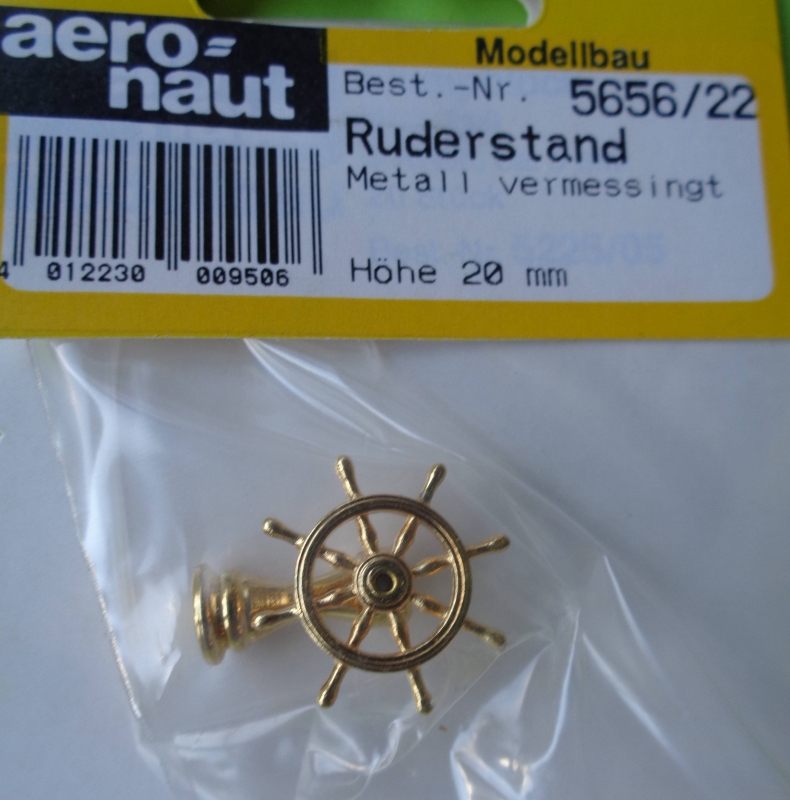 aero=
naut
Modellbau
Best.-Nr. 5656/22
Ruderstand
Metall vermessingt
Höhe 20 mm
4 012230 009506